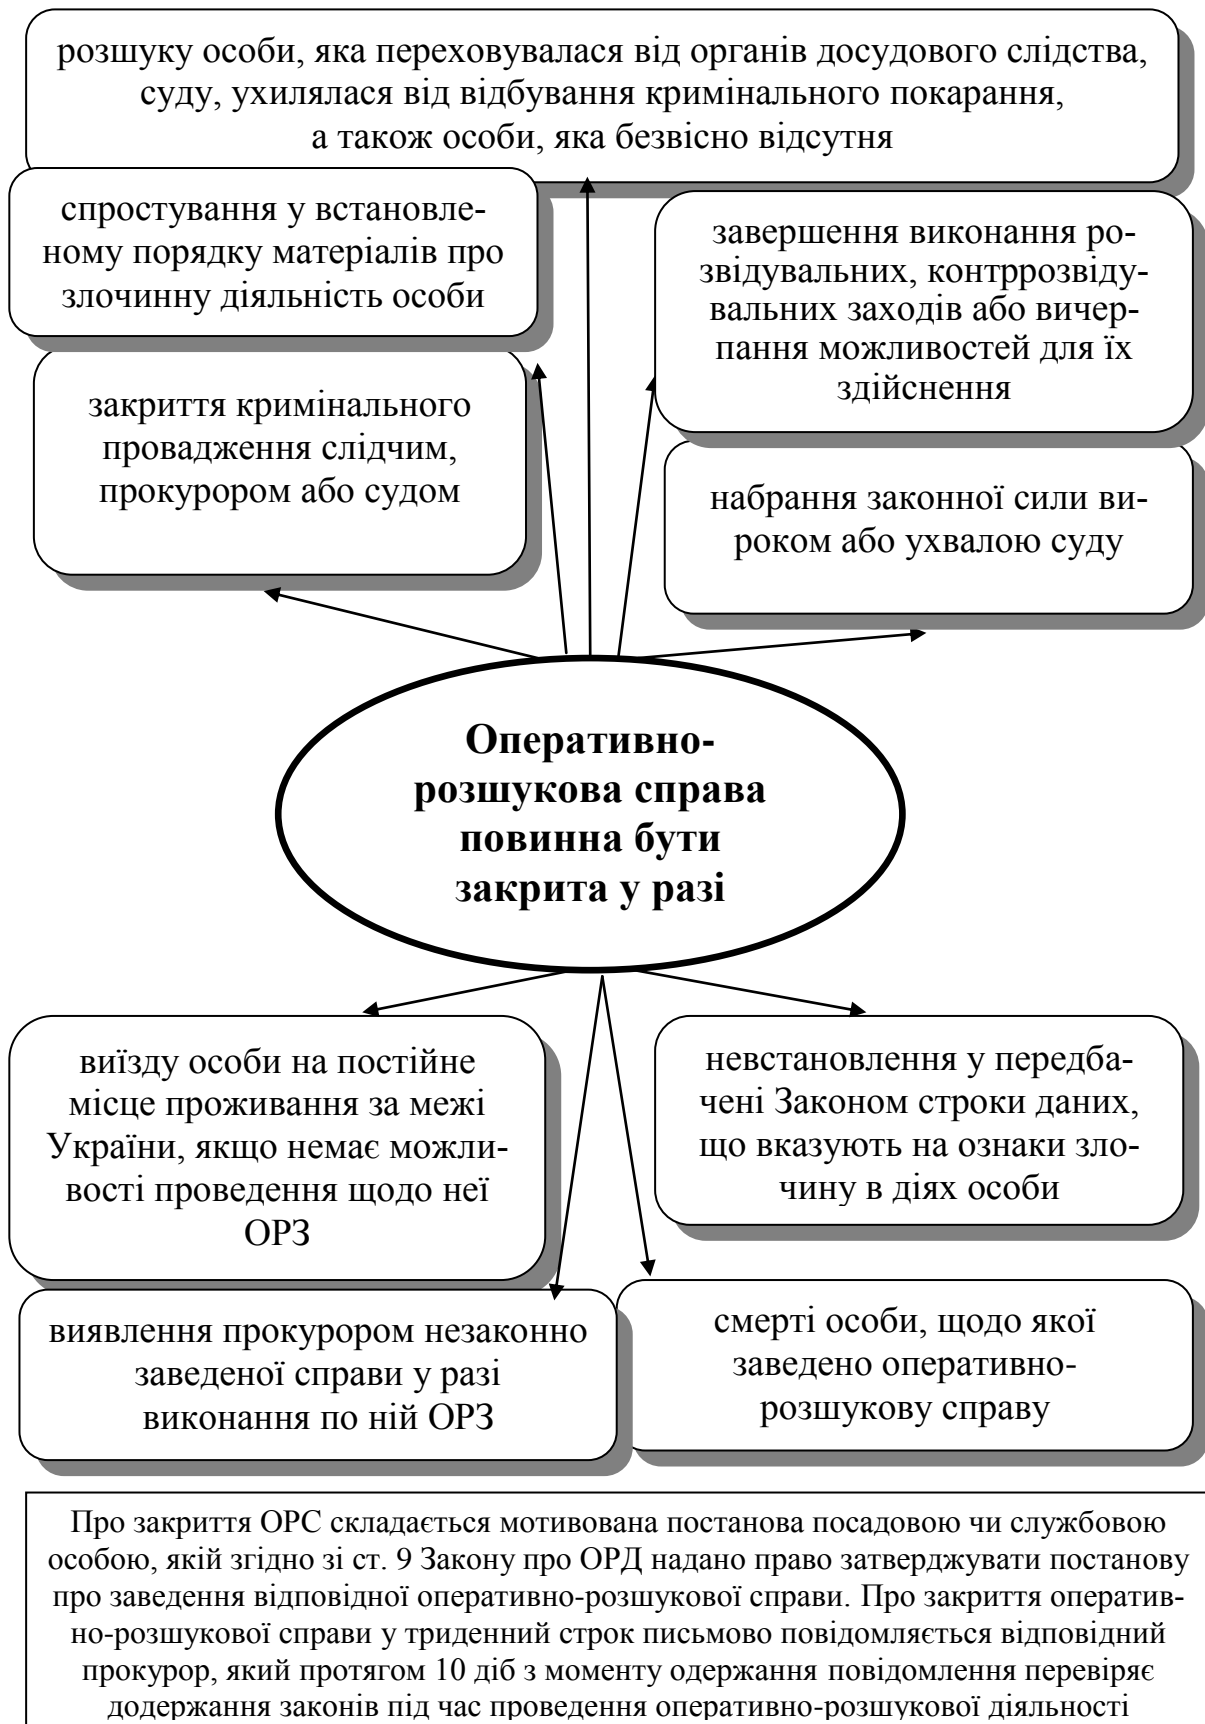 розшуку особи, яка переховувалася від органів досудового слідства,
суду, ухилялася від відбування кримінального покарання,
а також особи, яка безвісно відсутня
спростування у встановле-
ному порядку матеріалів про
злочинну діяльність особи
завершення виконання ро-
звідувальних, контррозвіду-
вальних заходів або вичер-
пання можливостей для їх
здійснення
закриття кримінального
провадження слідчим,
прокурором або судом
набрання законної сили ви-
роком або ухвалою суду
Оперативно-
розшукова справа
повинна бути
закрита у разі
виїзду особи на постійне
місце проживання за межі
України, якщо немає можли-
вості проведення щодо неї
ОРЗ
невстановлення у передба-
чені Законом строки даних,
що вказують на ознаки зло-
чину в діях особи
виявлення прокурором незаконно
заведеної справи у разі
виконання по ній ОРЗ
смерті особи, щодо якої
заведено оперативно-
розшукову справу
Про закриття ОРС складається мотивована постанова посадовою чи службовою
особою, якій згідно зі ст. 9 Закону про ОРД надано право затверджувати постанову
про заведення відповідної оперативно-розшукової справи. Про закриття оператив-
но-розшукової справи у триденний строк письмово повідомляється відповідний
прокурор, який протягом 10 діб з моменту одержання повідомлення перевіряє
додержання законів під час проведення оперативно-розшукової діяльності